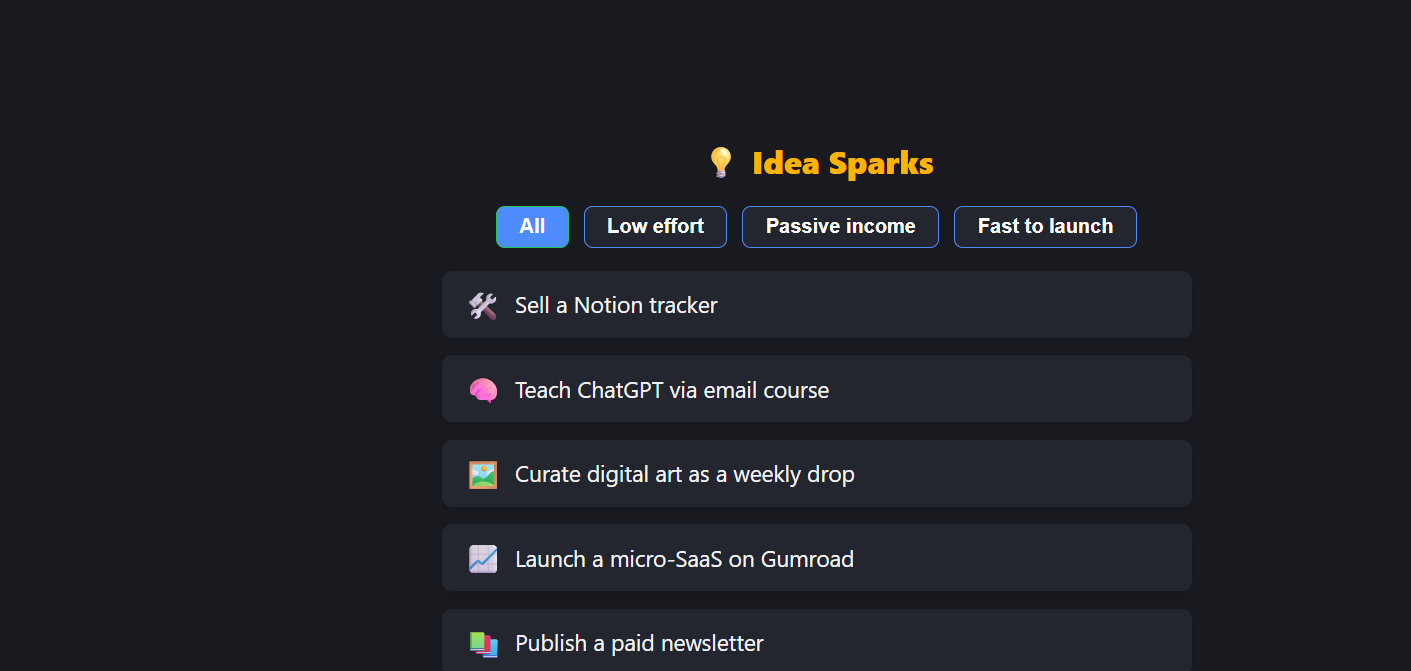 Idea Sparks
All Low effort Passive income Fast to launch
Sell a Notion tracker
Teach ChatGPT via email course
Curate digital art as a weekly drop
Launch a micro-SaaS on Gumroad
Publish a paid newsletter